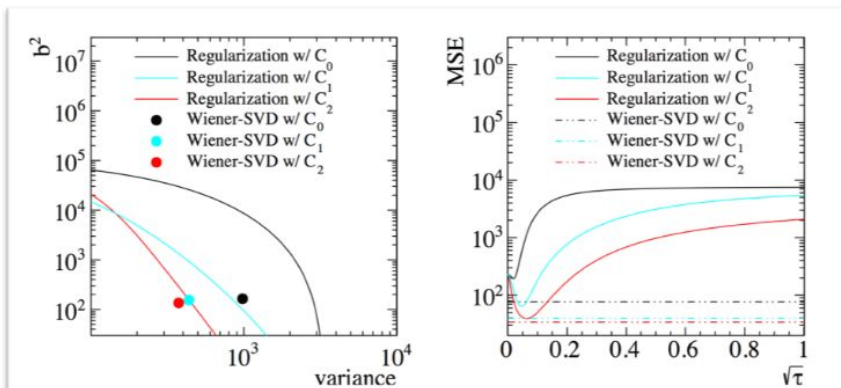 b²
10⁷
10⁶
10⁵
10⁴
10³
10²
Regularization w/ C₀
Regularization w/ C₁
Regularization w/ C₂
Wiener-SVD w/ C₀
Wiener-SVD w/ C₁
Wiener-SVD w/ C₂
10³
10⁴
variance
MSE
10⁶
10⁵
10⁴
10³
10²
Regularization w/ C₀
Regularization w/ C₁
Regularization w/ C₂
Wiener-SVD w/ C₀
Wiener-SVD w/ C₁
Wiener-SVD w/ C₂
0
0.2
0.4
0.6
0.8
1
√τ